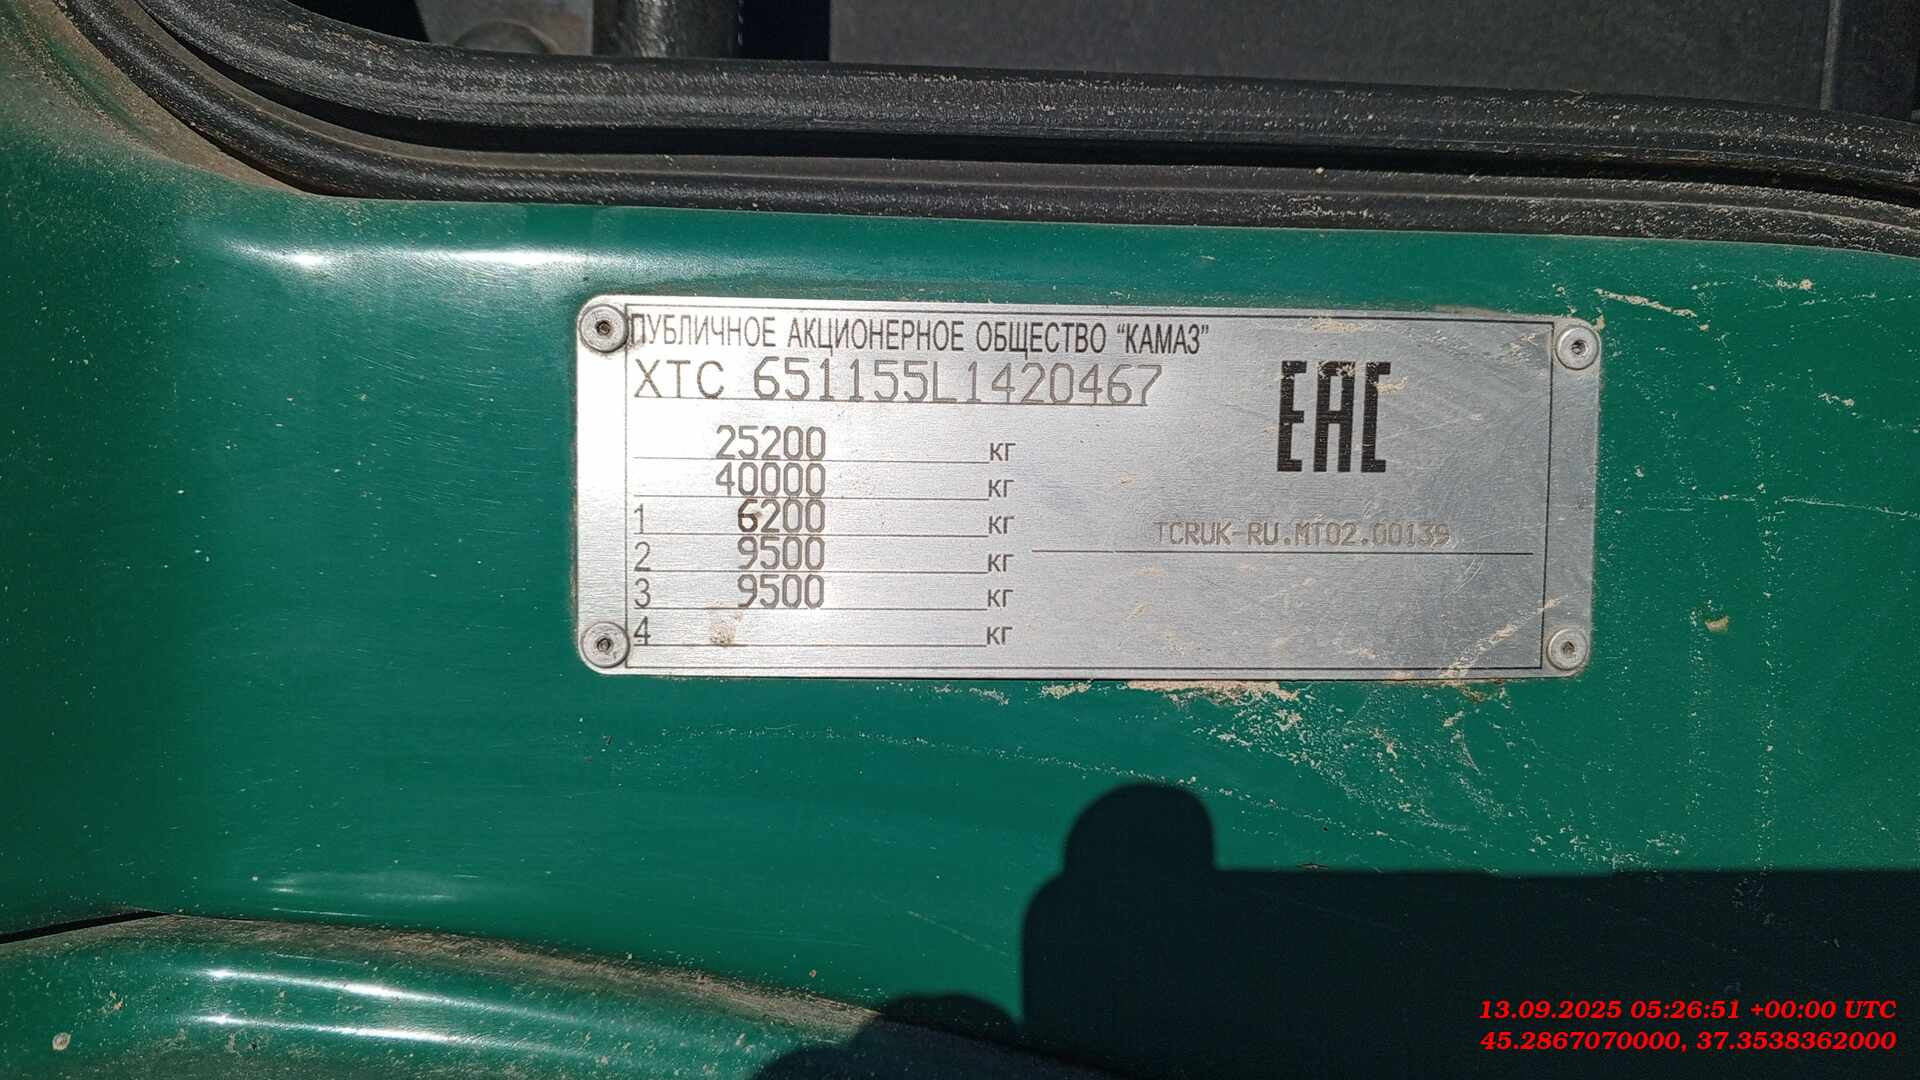 ПУБЛИЧНОЕ АКЦИОНЕРНОЕ ОБЩЕСТВО “КАМАЗ”
XTC 651155L1420467
25200 кг
40000 кг
1 6200 кг
2 9500 кг
3 9500 кг
4 кг
EAC
TCRUK-RU.MT02.00139
13.09.2025 05:26:51 +00:00 UTC
45.2867070000, 37.3538362000